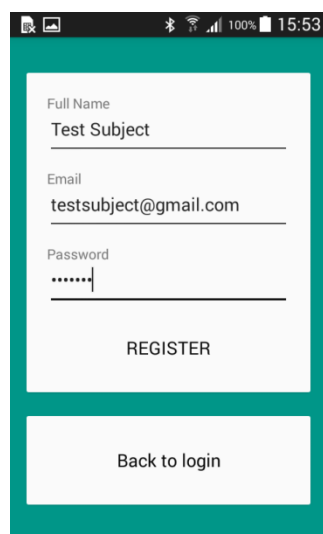 100% 15:53
Full Name
Test Subject
Email
testsubject@gmail.com
Password
•••••••
REGISTER
Back to login